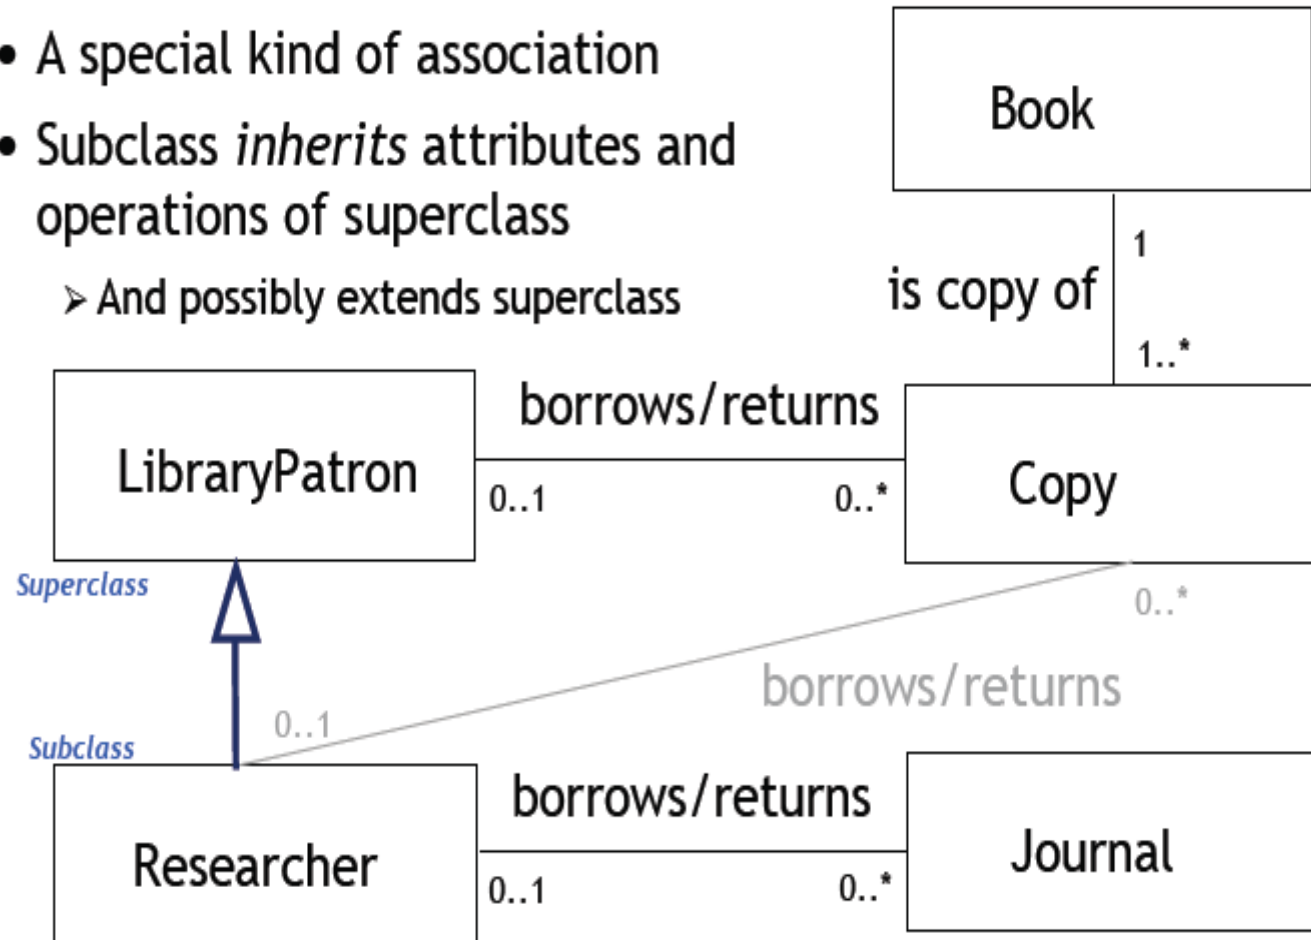 • A special kind of association
• Subclass inherits attributes and
operations of superclass
➢ And possibly extends superclass
Book
1
is copy of
1..*
LibraryPatron
borrows/returns
0..1
0..*
Copy
Superclass
0..*
borrows/returns
0..1
Subclass
Researcher
borrows/returns
0..1
0..*
Journal